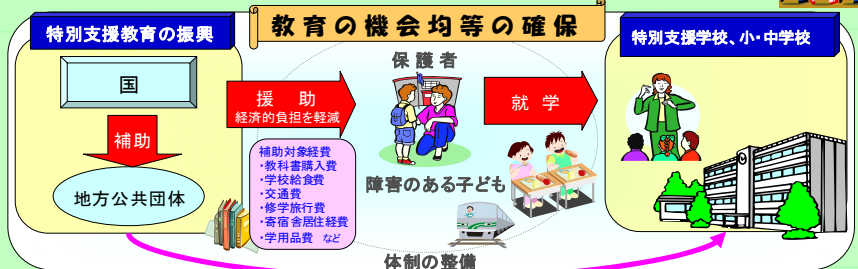 教育の機会均等の確保
特別支援教育の振興
国
補助
地方公共団体
援助
経済的負担を軽減
補助対象経費
・教科書購入費
・学校給食費
・交通費
・修学旅行費
・寄宿舎居住経費
・学用品費 など
保護者
障害のある子ども
就学
特別支援学校、小・中学校
体制の整備